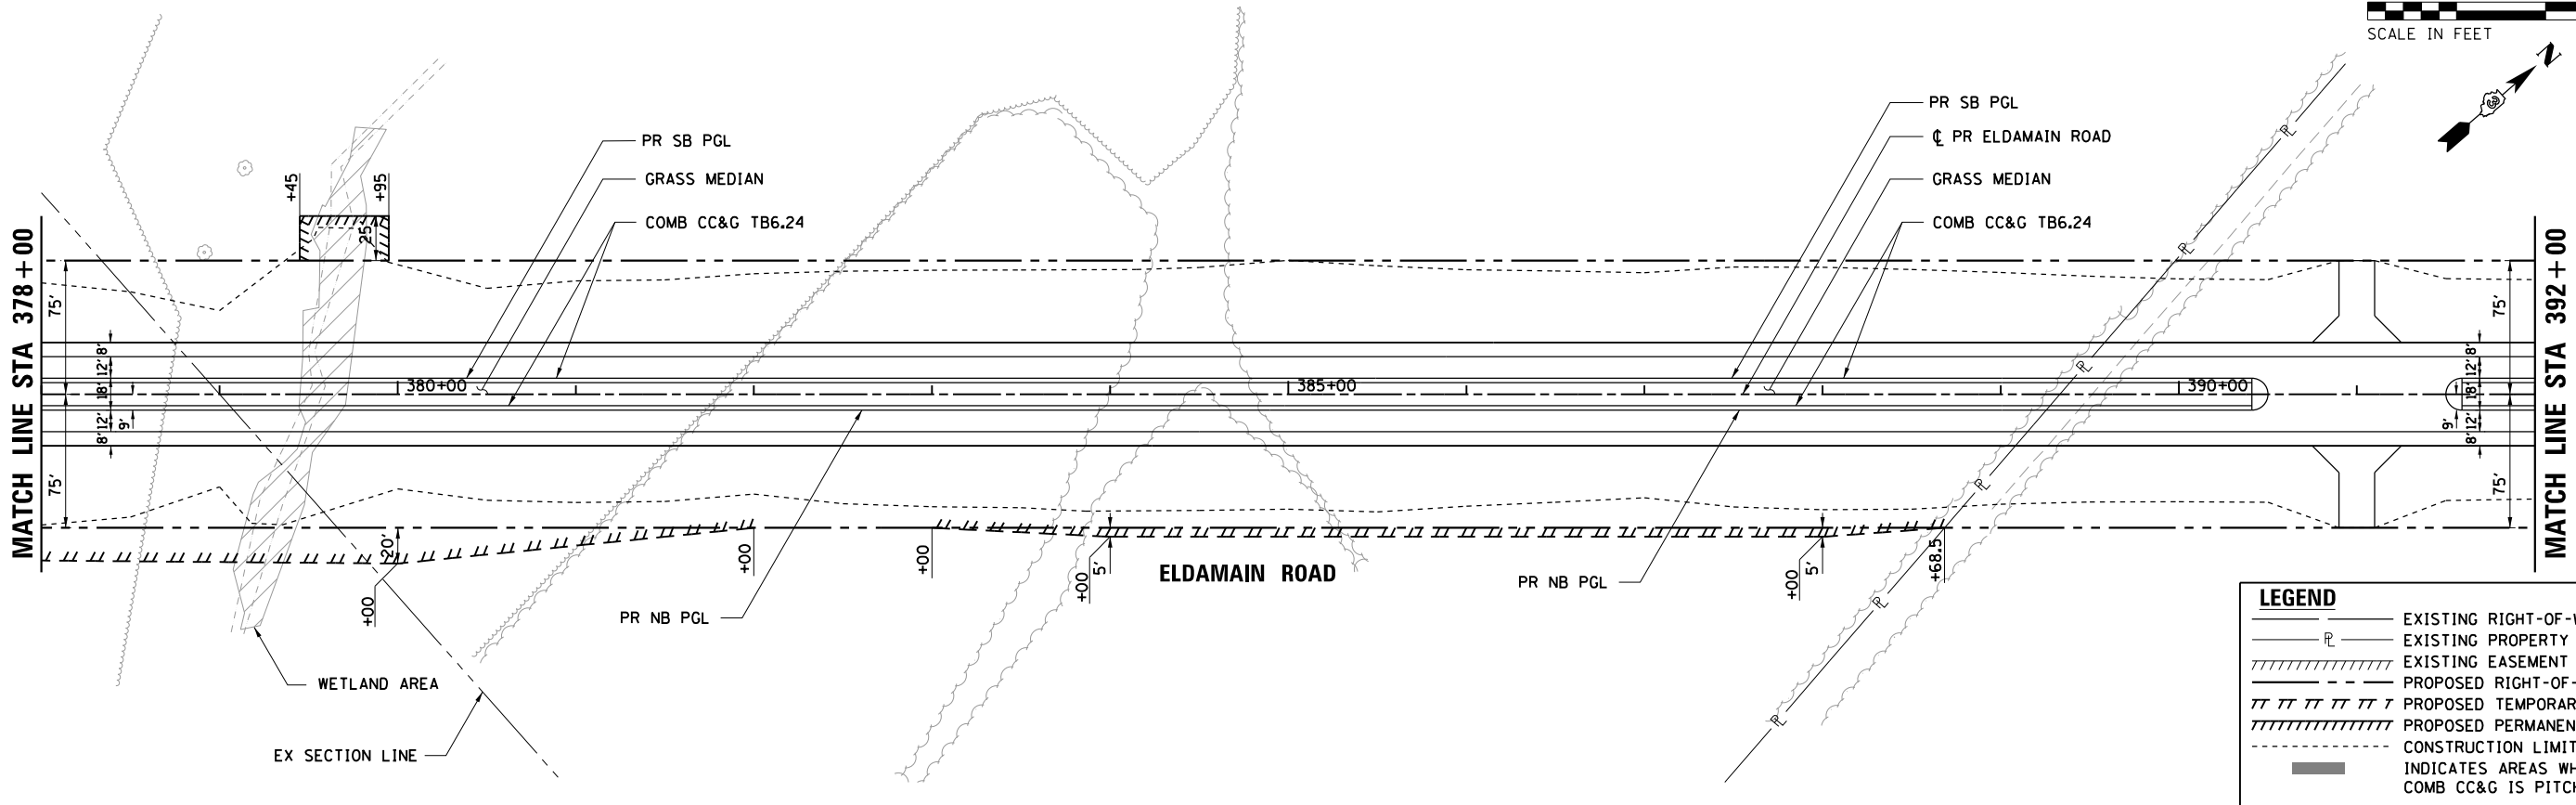 SCALE IN FEET
N
3
MATCH LINE STA 378+00
MATCH LINE STA 392+00
+45
+95
25'
PR SB PGL
GRASS MEDIAN
COMB CC&G TB6.24
PR SB PGL
℄ PR ELDAMAIN ROAD
GRASS MEDIAN
COMB CC&G TB6.24
℄
℄
℄
℄
℄
℄
75'
8'
12'
18'
9'
12'
8'
75'
380+00
385+00
390+00
75'
8'
12'
18'
9'
12'
8'
75'
20'
+00
+00
+00
+00
5'
+00
5'
+68.5
ELDAMAIN ROAD
PR NB PGL
PR NB PGL
WETLAND AREA
EX SECTION LINE
LEGEND
EXISTING RIGHT-OF-
PL EXISTING PROPERTY
EXISTING EASEMENT
PROPOSED RIGHT-OF-
PROPOSED TEMPORAR
PROPOSED PERMANEN
CONSTRUCTION LIMIT
INDICATES AREAS WH
COMB CC&G IS PITCH